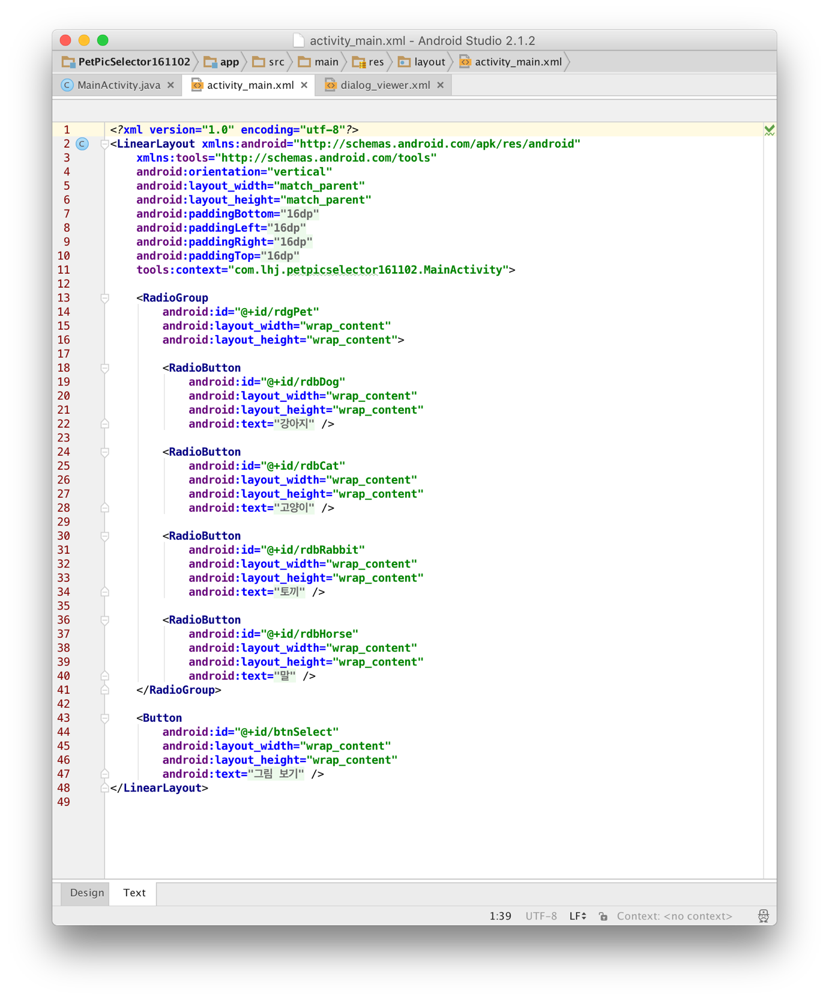 activity_main.xml - Android Studio 2.1.2
PetPicSelector161102 app src main res layout activity_main.xml
MainActivity.java activity_main.xml dialog_viewer.xml
1 <?xml version="1.0" encoding="utf-8"?>
2 <LinearLayout xmlns:android="http://schemas.android.com/apk/res/android"
3     xmlns:tools="http://schemas.android.com/tools"
4     android:orientation="vertical"
5     android:layout_width="match_parent"
6     android:layout_height="match_parent"
7     android:paddingBottom="16dp"
8     android:paddingLeft="16dp"
9     android:paddingRight="16dp"
10     android:paddingTop="16dp"
11     tools:context="com.lhj.petpicselector161102.MainActivity">
12
13     <RadioGroup
14         android:id="@+id/rdgPet"
15         android:layout_width="wrap_content"
16         android:layout_height="wrap_content">
17
18         <RadioButton
19             android:id="@+id/rdbDog"
20             android:layout_width="wrap_content"
21             android:layout_height="wrap_content"
22             android:text="강아지" />
23
24         <RadioButton
25             android:id="@+id/rdbCat"
26             android:layout_width="wrap_content"
27             android:layout_height="wrap_content"
28             android:text="고양이" />
29
30         <RadioButton
31             android:id="@+id/rdbRabbit"
32             android:layout_width="wrap_content"
33             android:layout_height="wrap_content"
34             android:text="토끼" />
35
36         <RadioButton
37             android:id="@+id/rdbHorse"
38             android:layout_width="wrap_content"
39             android:layout_height="wrap_content"
40             android:text="말" />
41     </RadioGroup>
42
43     <Button
44         android:id="@+id/btnSelect"
45         android:layout_width="wrap_content"
46         android:layout_height="wrap_content"
47         android:text="그림 보기" />
48 </LinearLayout>
49
Design Text
1:39 UTF-8 LF Context: <no context>